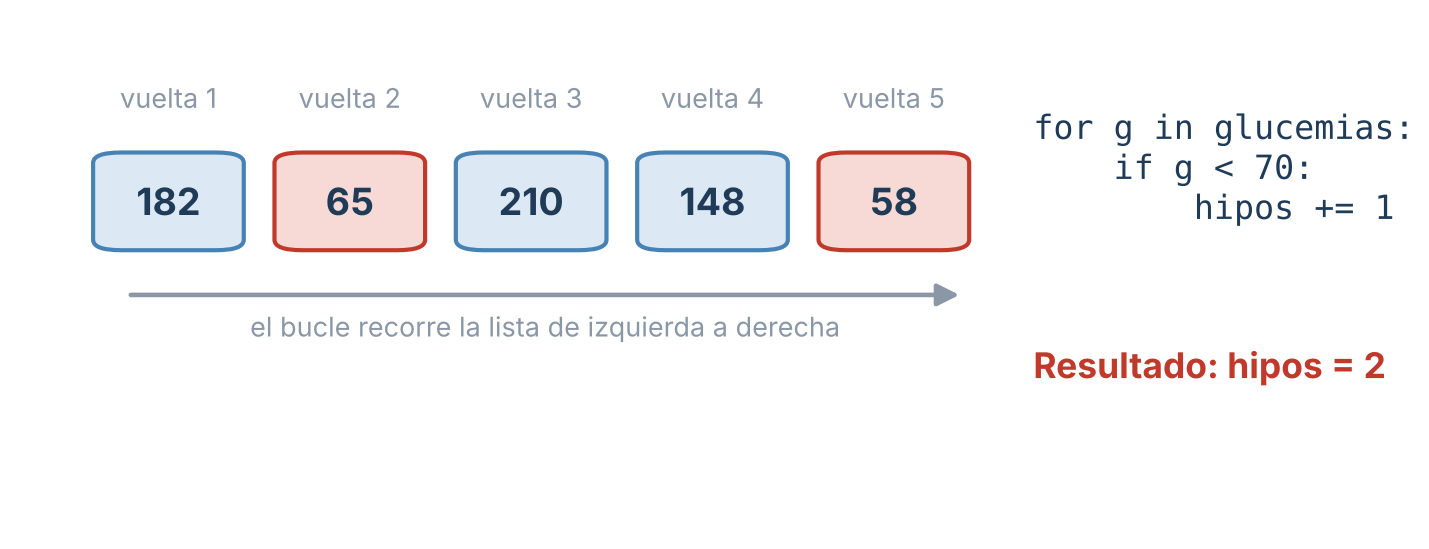 vuelta 1 vuelta 2 vuelta 3 vuelta 4 vuelta 5
182 65 210 148 58
el bucle recorre la lista de izquierda a derecha
for g in glucemias:
    if g < 70:
        hipos += 1
Resultado: hipos = 2